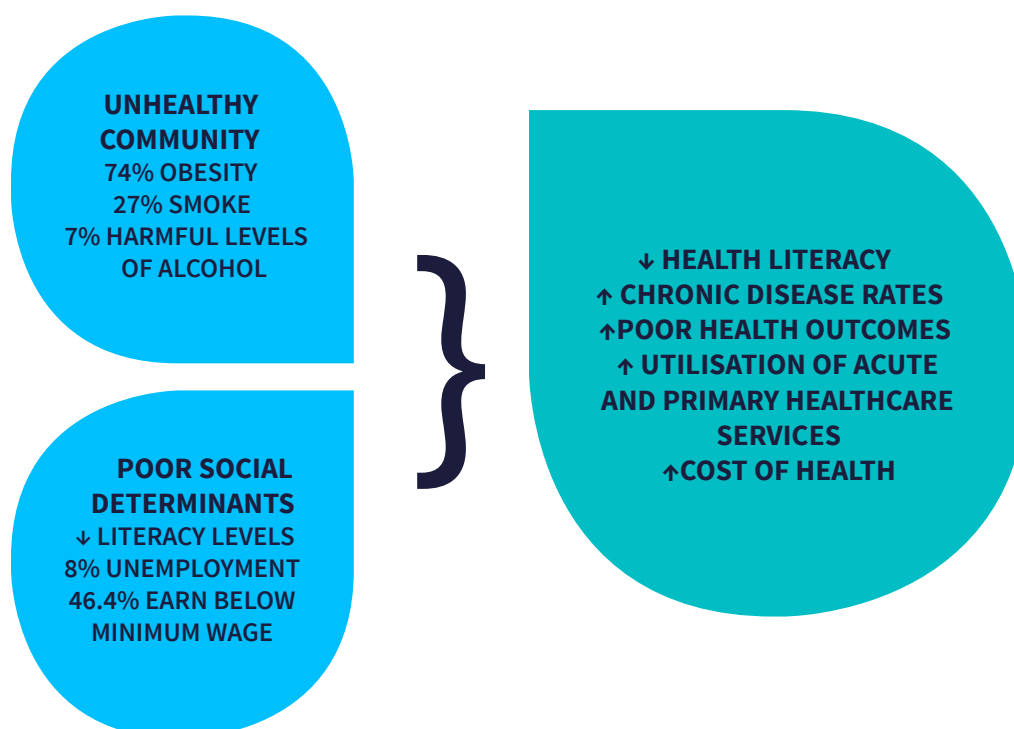 UNHEALTHY
COMMUNITY
74% OBESITY
27% SMOKE
7% HARMFUL LEVELS
OF ALCOHOL
POOR SOCIAL
DETERMINANTS
↓ LITERACY LEVELS
8% UNEMPLOYMENT
46.4% EARN BELOW
MINIMUM WAGE
}
↓ HEALTH LITERACY
↑ CHRONIC DISEASE RATES
↑POOR HEALTH OUTCOMES
↑ UTILISATION OF ACUTE
AND PRIMARY HEALTHCARE
SERVICES
↑COST OF HEALTH